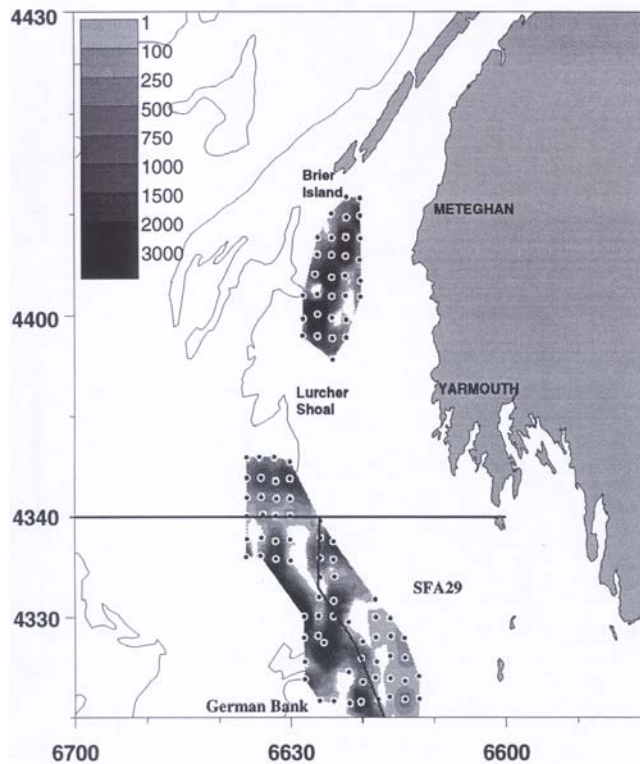 4430
1
100
250
500
750
1000
1500
2000
3000
Brier
Island
METEGHAN
4400
Lurcher
Shoal
YARMOUTH
4340
SFA29
4330
German Bank
6700
6630
6600